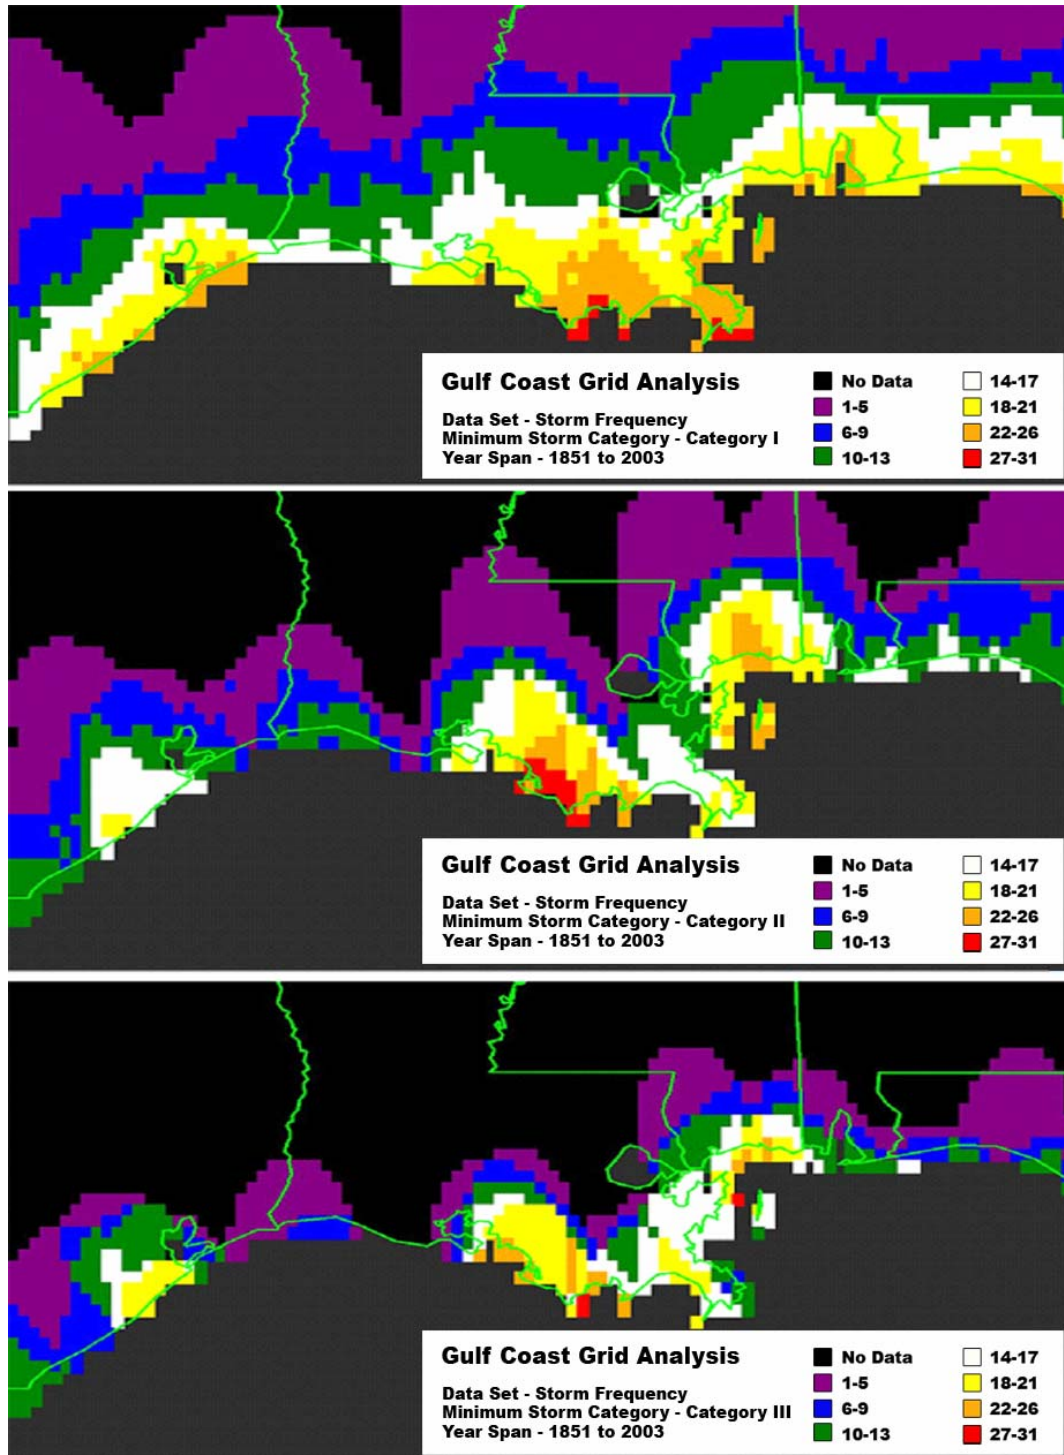 Gulf Coast Grid Analysis
Data Set - Storm Frequency
Minimum Storm Category - Category I
Year Span - 1851 to 2003
No Data
1-5
6-9
10-13
14-17
18-21
22-26
27-31
Gulf Coast Grid Analysis
Data Set - Storm Frequency
Minimum Storm Category - Category II
Year Span - 1851 to 2003
No Data
1-5
6-9
10-13
14-17
18-21
22-26
27-31
Gulf Coast Grid Analysis
Data Set - Storm Frequency
Minimum Storm Category - Category III
Year Span - 1851 to 2003
No Data
1-5
6-9
10-13
14-17
18-21
22-26
27-31